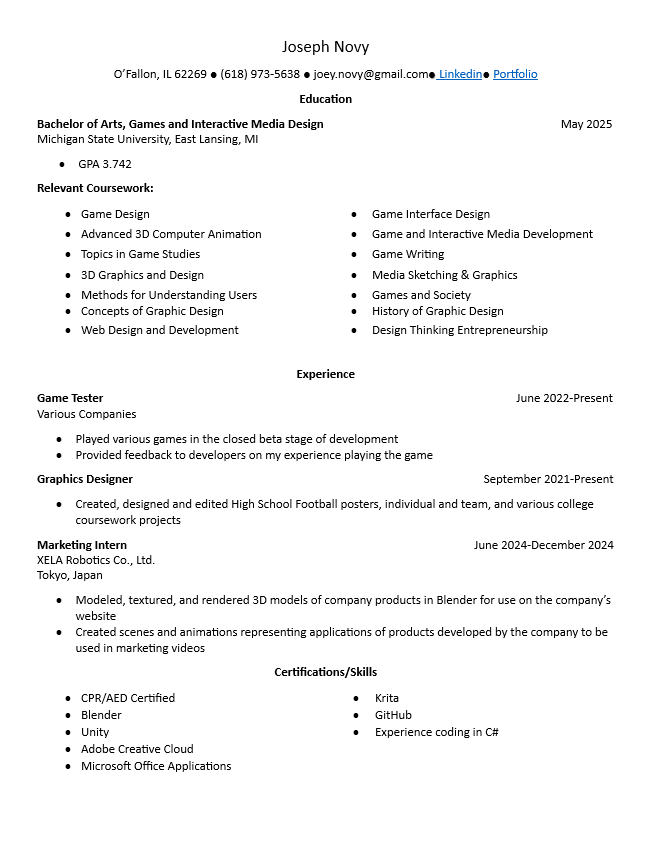 Joseph Novy
O’Fallon, IL 62269 ● (618) 973-5638 ● joey.novy@gmail.com● Linkedin● Portfolio
Education
Bachelor of Arts, Games and Interactive Media Design May 2025
Michigan State University, East Lansing, MI
● GPA 3.742
Relevant Coursework:
● Game Design ● Game Interface Design
● Advanced 3D Computer Animation ● Game and Interactive Media Development
● Topics in Game Studies ● Game Writing
● 3D Graphics and Design ● Media Sketching & Graphics
● Methods for Understanding Users ● Games and Society
● Concepts of Graphic Design ● History of Graphic Design
● Web Design and Development ● Design Thinking Entrepreneurship
Experience
Game Tester June 2022-Present
Various Companies
● Played various games in the closed beta stage of development
● Provided feedback to developers on my experience playing the game
Graphics Designer September 2021-Present
● Created, designed and edited High School Football posters, individual and team, and various college
coursework projects
Marketing Intern June 2024-December 2024
XELA Robotics Co., Ltd.
Tokyo, Japan
● Modeled, textured, and rendered 3D models of company products in Blender for use on the company’s
website
● Created scenes and animations representing applications of products developed by the company to be
used in marketing videos
Certifications/Skills
● CPR/AED Certified ● Krita
● Blender ● GitHub
● Unity ● Experience coding in C#
● Adobe Creative Cloud
● Microsoft Office Applications